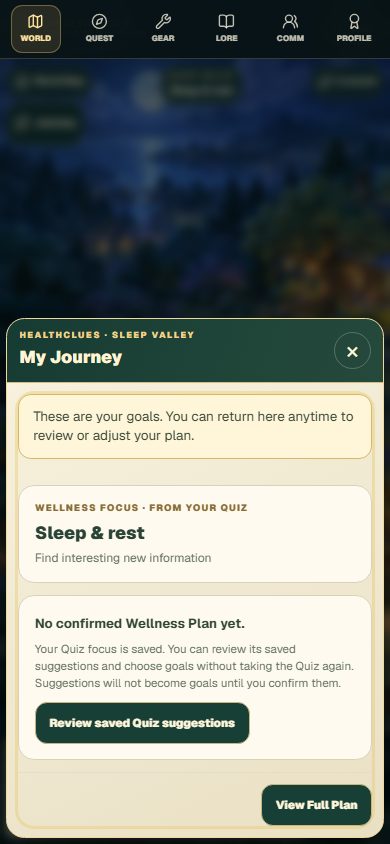 WORLD
QUEST
GEAR
LORE
COMM
PROFILE
HEALTHCLUES · SLEEP VALLEY
My Journey
These are your goals. You can return here anytime to
review or adjust your plan.
WELLNESS FOCUS · FROM YOUR QUIZ
Sleep & rest
Find interesting new information
No confirmed Wellness Plan yet.
Your Quiz focus is saved. You can review its saved
suggestions and choose goals without taking the Quiz again.
Suggestions will not become goals until you confirm them.
Review saved Quiz suggestions
View Full Plan